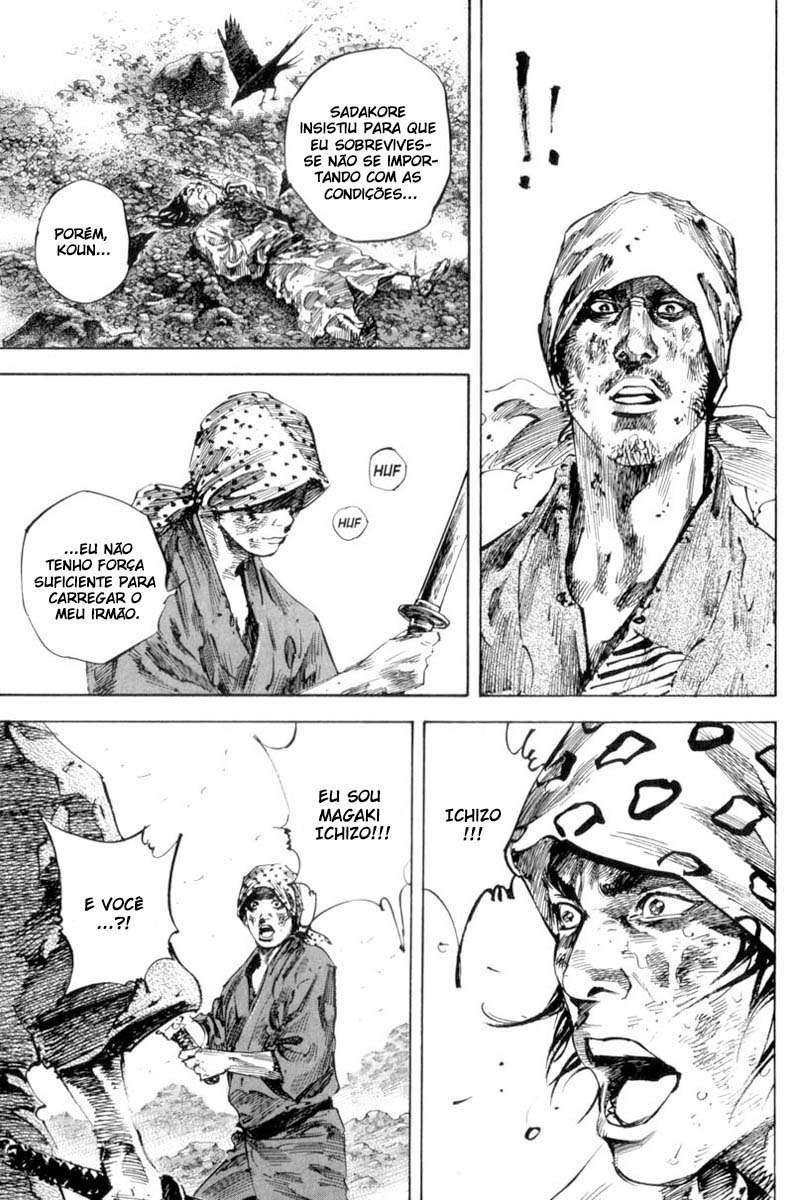 !!
SADAKORE
INSISTIU PARA QUE
EU SOBREVIVES-
SE NÃO SE IMPOR-
TANDO COM AS
CONDIÇÕES...
PORÉM,
KOUN...
HUF
HUF
...EU NÃO
TENHO FORÇA
SUFICIENTE PARA
CARREGAR O
MEU IRMÃO.
ICHIZO
!!!
EU SOU
MAGAKI
ICHIZO!!!
E VOCÊ
...?!